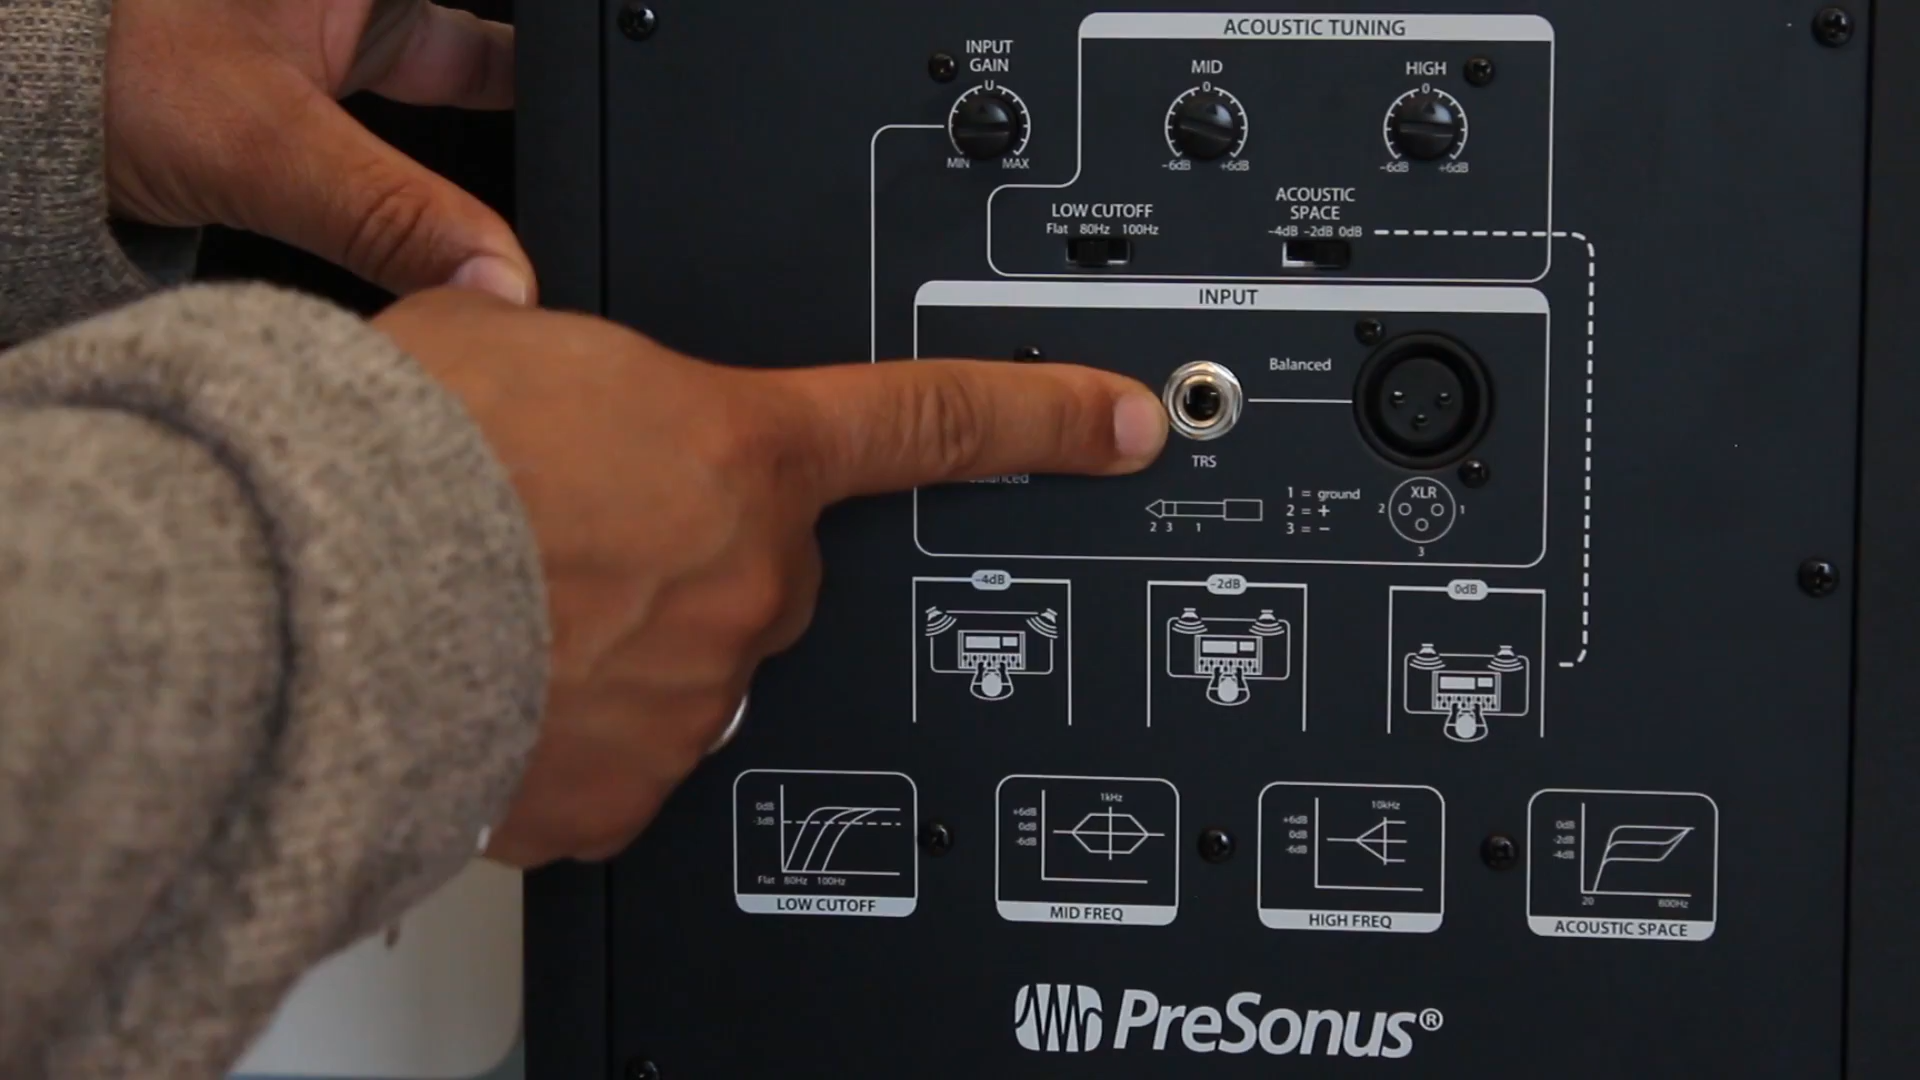 ACOUSTIC TUNING
INPUT
GAIN
U
MIN MAX
MID
0
-6dB +6dB
HIGH
0
-6dB +6dB
LOW CUTOFF
Flat 80Hz 100Hz
ACOUSTIC
SPACE
-4dB -2dB 0dB
INPUT
Balanced
TRS
2 3 1
1 = ground
2 = +
3 = −
XLR
2 1
3
-4dB
-2dB
0dB
0dB
-3dB
Flat 80Hz 100Hz
LOW CUTOFF
1kHz
+6dB
0dB
-6dB
MID FREQ
10kHz
+6dB
0dB
-6dB
HIGH FREQ
0dB
-2dB
-4dB
20 800Hz
ACOUSTIC SPACE
PreSonus®